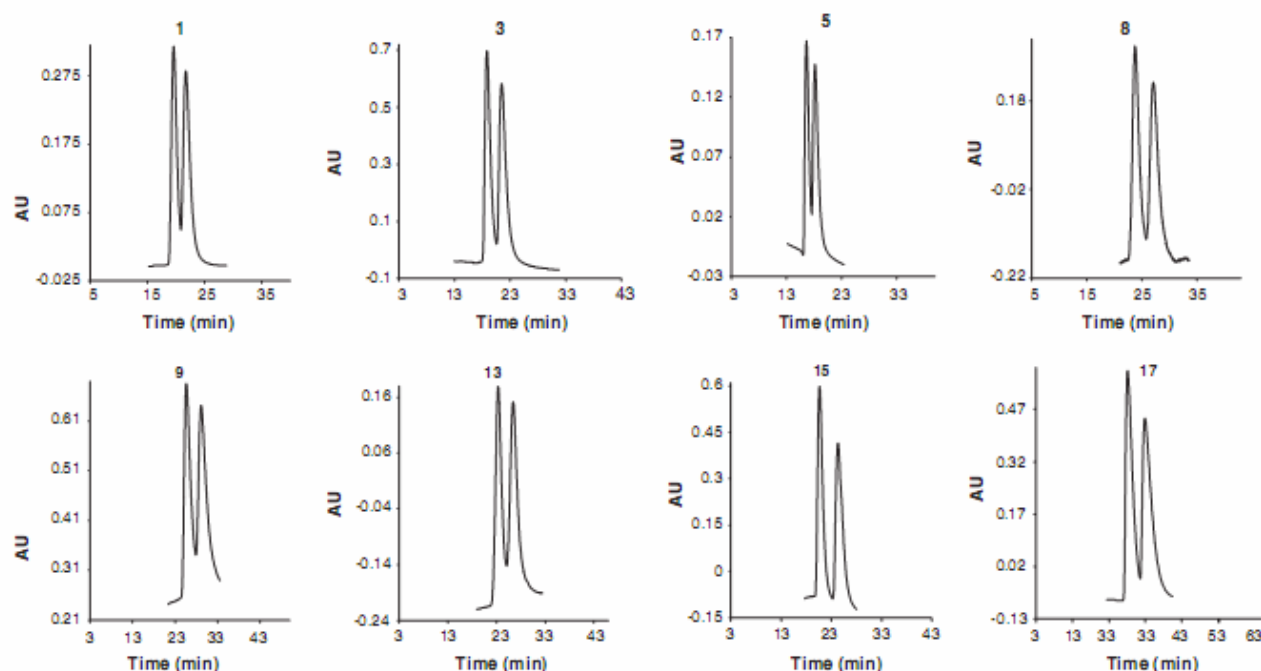 1
0.275
0.175
0.075
-0.025
AU
5 15 25 35
Time (min)
3
0.7
0.5
0.3
0.1
-0.1
AU
3 13 23 33 43
Time (min)
5
0.17
0.12
0.07
0.02
-0.03
AU
3 13 23 33
Time (min)
8
0.18
-0.02
-0.22
AU
5 15 25 35
Time (min)
9
0.61
0.51
0.41
0.31
0.21
AU
3 13 23 33 43
Time (min)
13
0.16
0.06
-0.04
-0.14
-0.24
AU
3 13 23 33 43
Time (min)
15
0.6
0.45
0.3
0.15
0
-0.15
AU
3 13 23 33 43
Time (min)
17
0.47
0.32
0.17
0.02
-0.13
AU
3 13 33 33 43 53 63
Time (min)